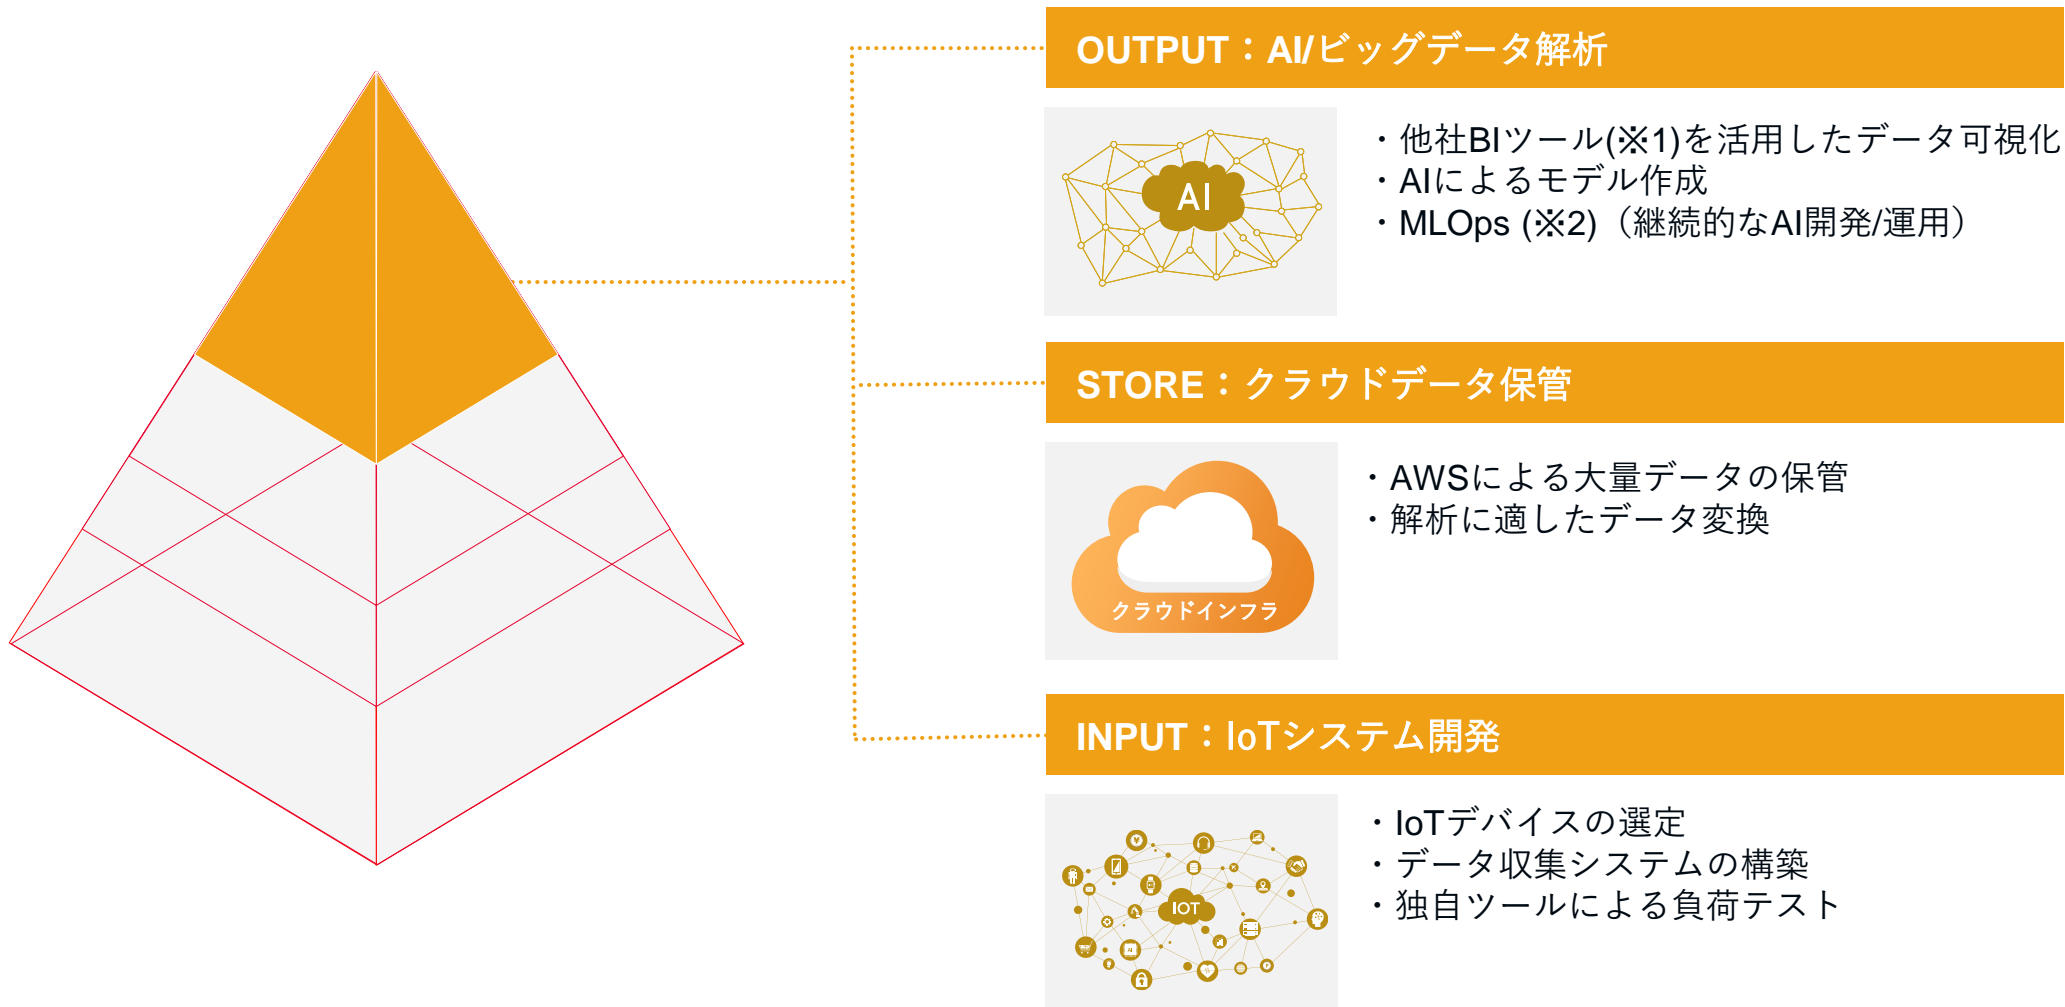 OUTPUT：AI/ビッグデータ解析
AI
・他社BIツール(※1)を活用したデータ可視化
・AIによるモデル作成
・MLOps (※2)（継続的なAI開発/運用）
STORE：クラウドデータ保管
クラウドインフラ
・AWSによる大量データの保管
・解析に適したデータ変換
INPUT：IoTシステム開発
¥
IOT
AI
・IoTデバイスの選定
・データ収集システムの構築
・独自ツールによる負荷テスト